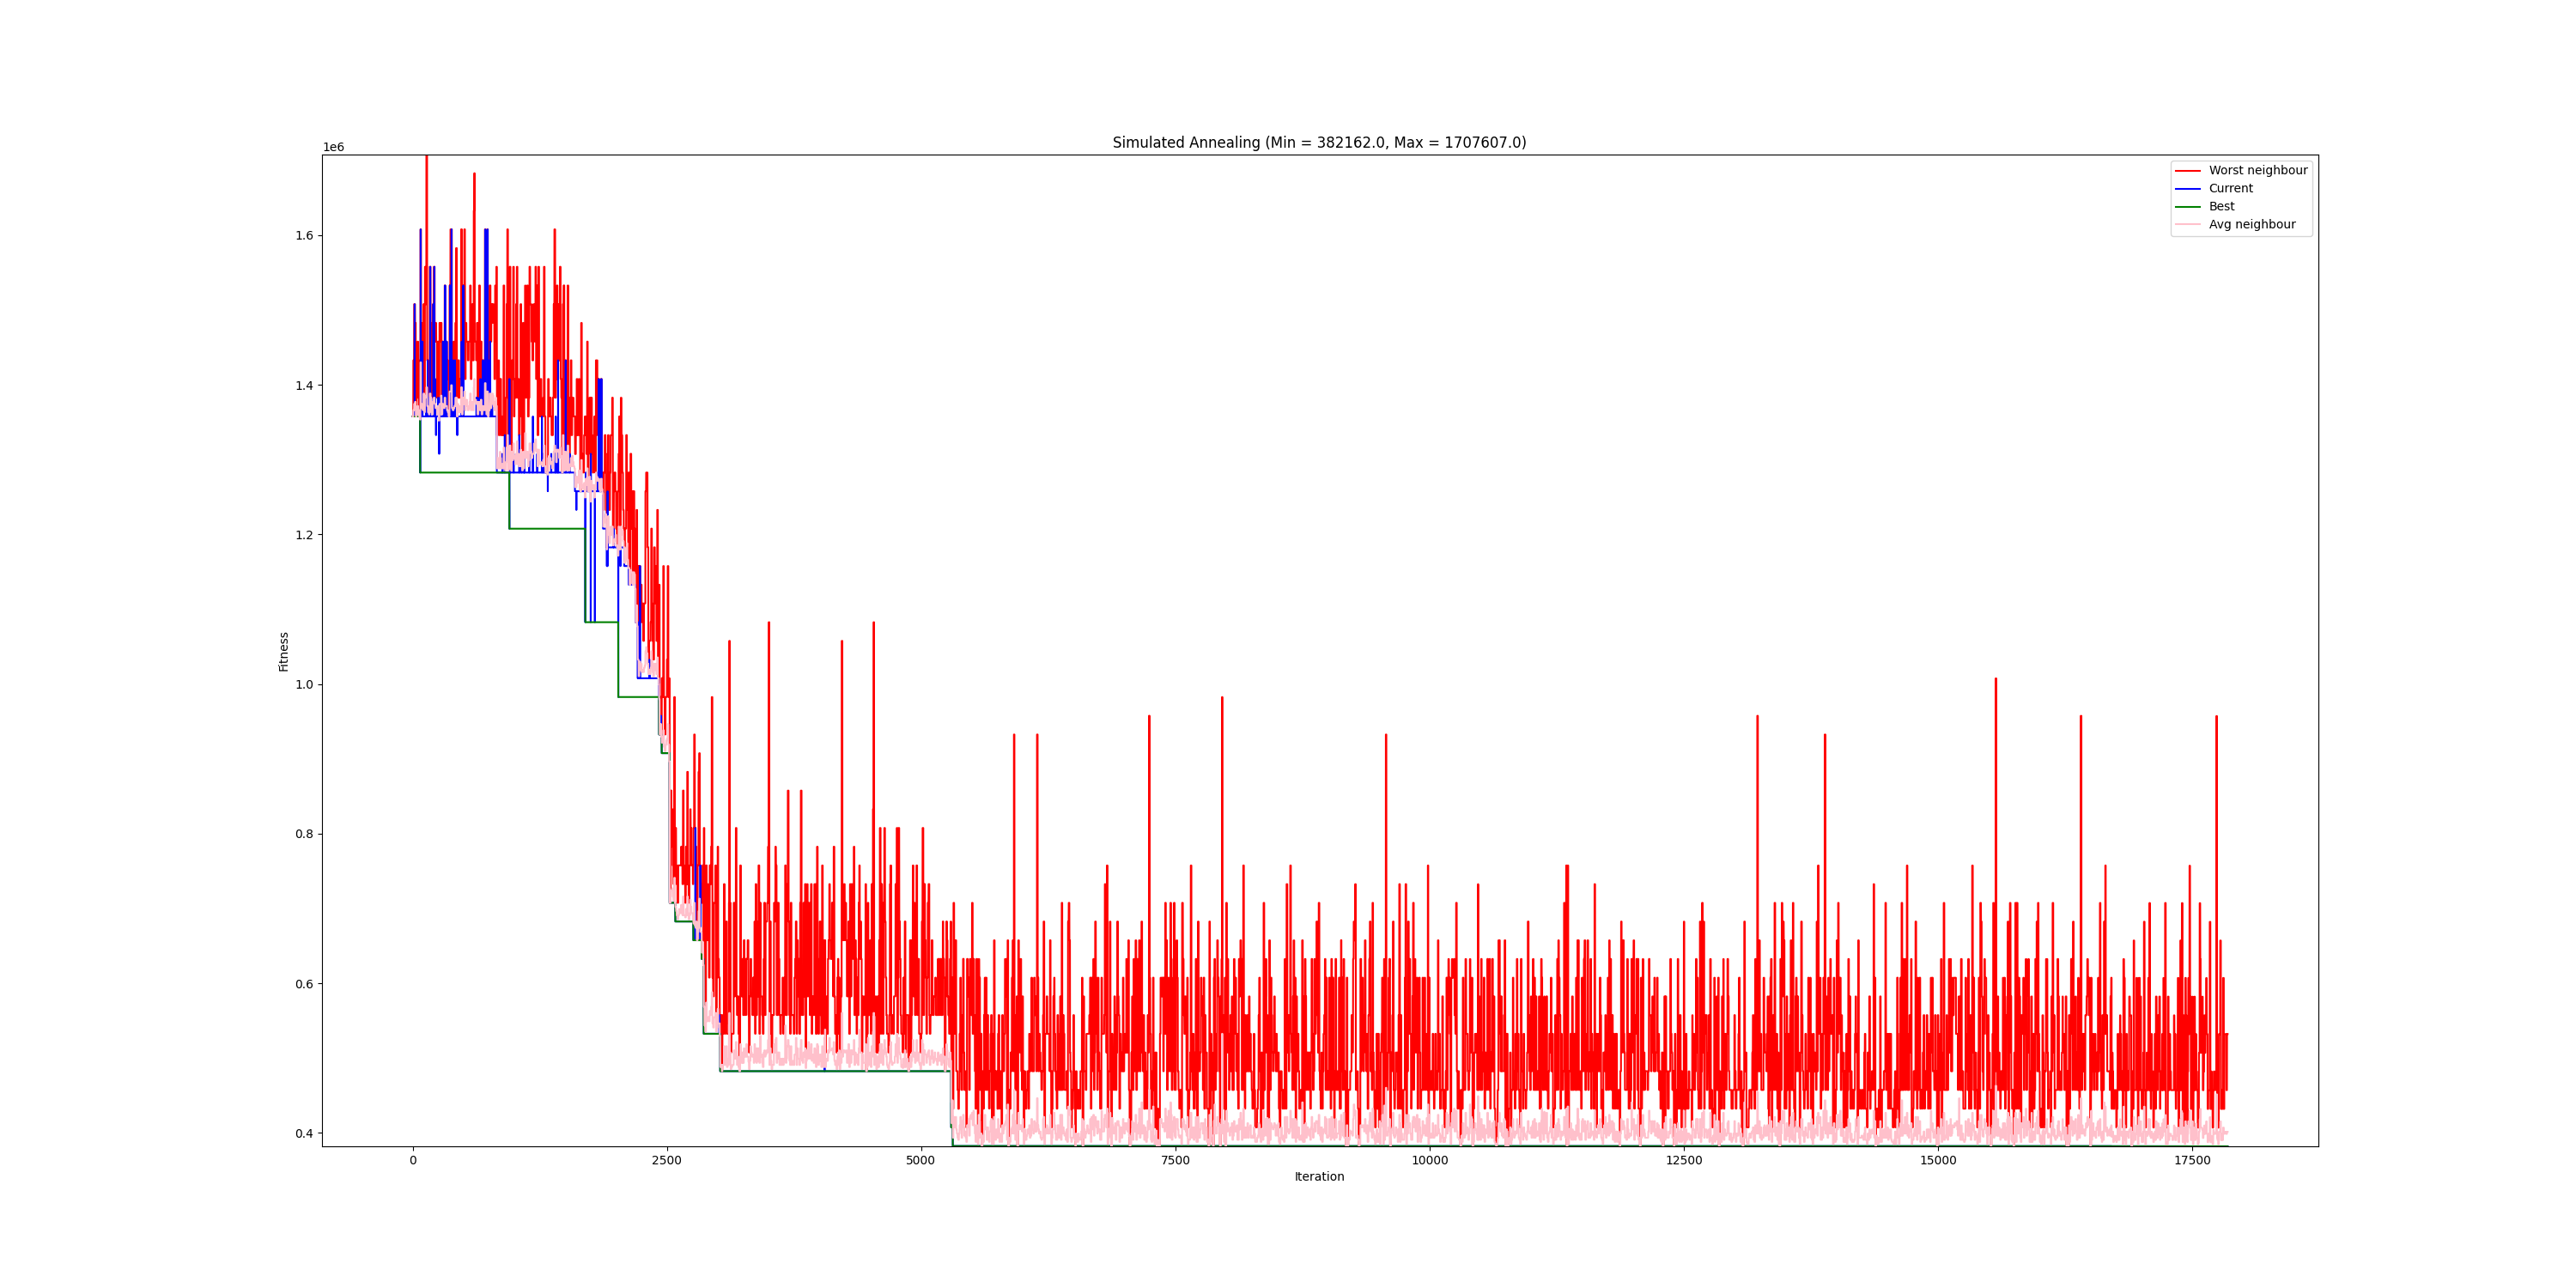 Simulated Annealing (Min = 382162.0, Max = 1707607.0)
1e6
Worst neighbour
Current
Best
Avg neighbour
1.6
1.4
1.2
1.0
0.8
0.6
0.4
Fitness
0 2500 5000 7500 10000 12500 15000 17500
Iteration